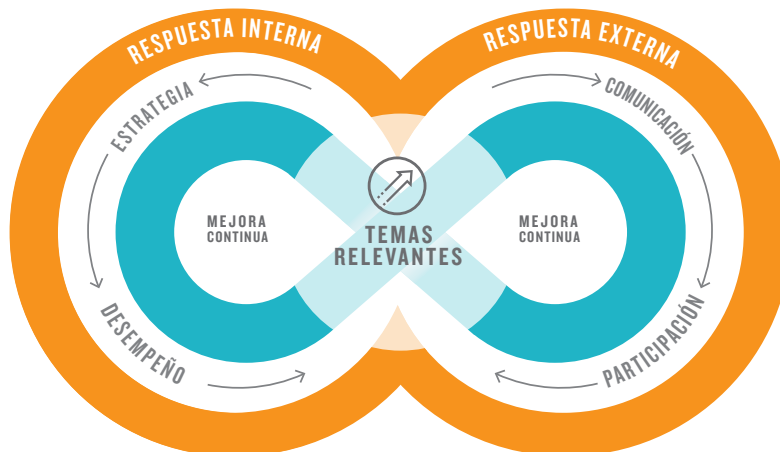 RESPUESTA INTERNA
RESPUESTA EXTERNA
ESTRATEGIA
COMUNICACIÓN
MEJORA
CONTINUA
TEMAS
RELEVANTES
MEJORA
CONTINUA
DESEMPEÑO
PARTICIPACIÓN